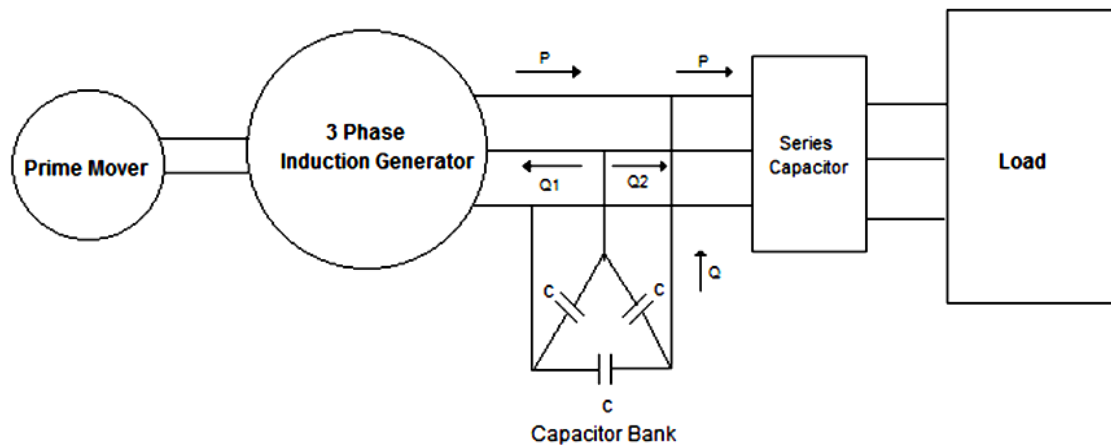 P
P
3 Phase
Induction Generator
Prime Mover
Series
Capacitor
Load
Q1
Q2
Q
C
C
C
Capacitor Bank